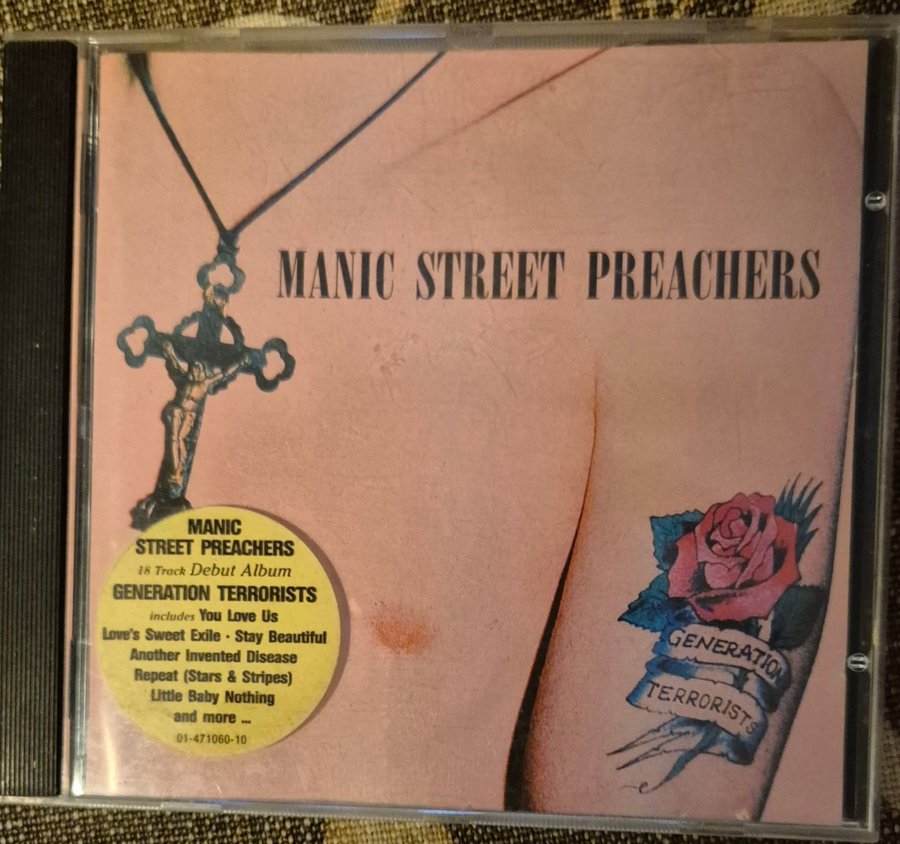 MANIC STREET PREACHERS
MANIC
STREET PREACHERS
18 Track Debut Album
GENERATION TERRORISTS
includes You Love Us
Love's Sweet Exile · Stay Beautiful
Another Invented Disease
Repeat (Stars & Stripes)
Little Baby Nothing
and more ...
01-471060-10
GENERATION
TERRORISTS